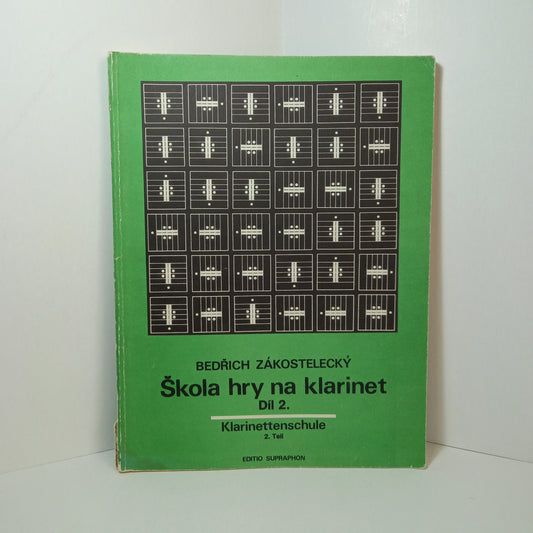 BEDŘICH ZÁKOSTELECKÝ
Škola hry na klarinet
Díl 2.
Klarinettenschule
2. Teil
EDITIO SUPRAPHON